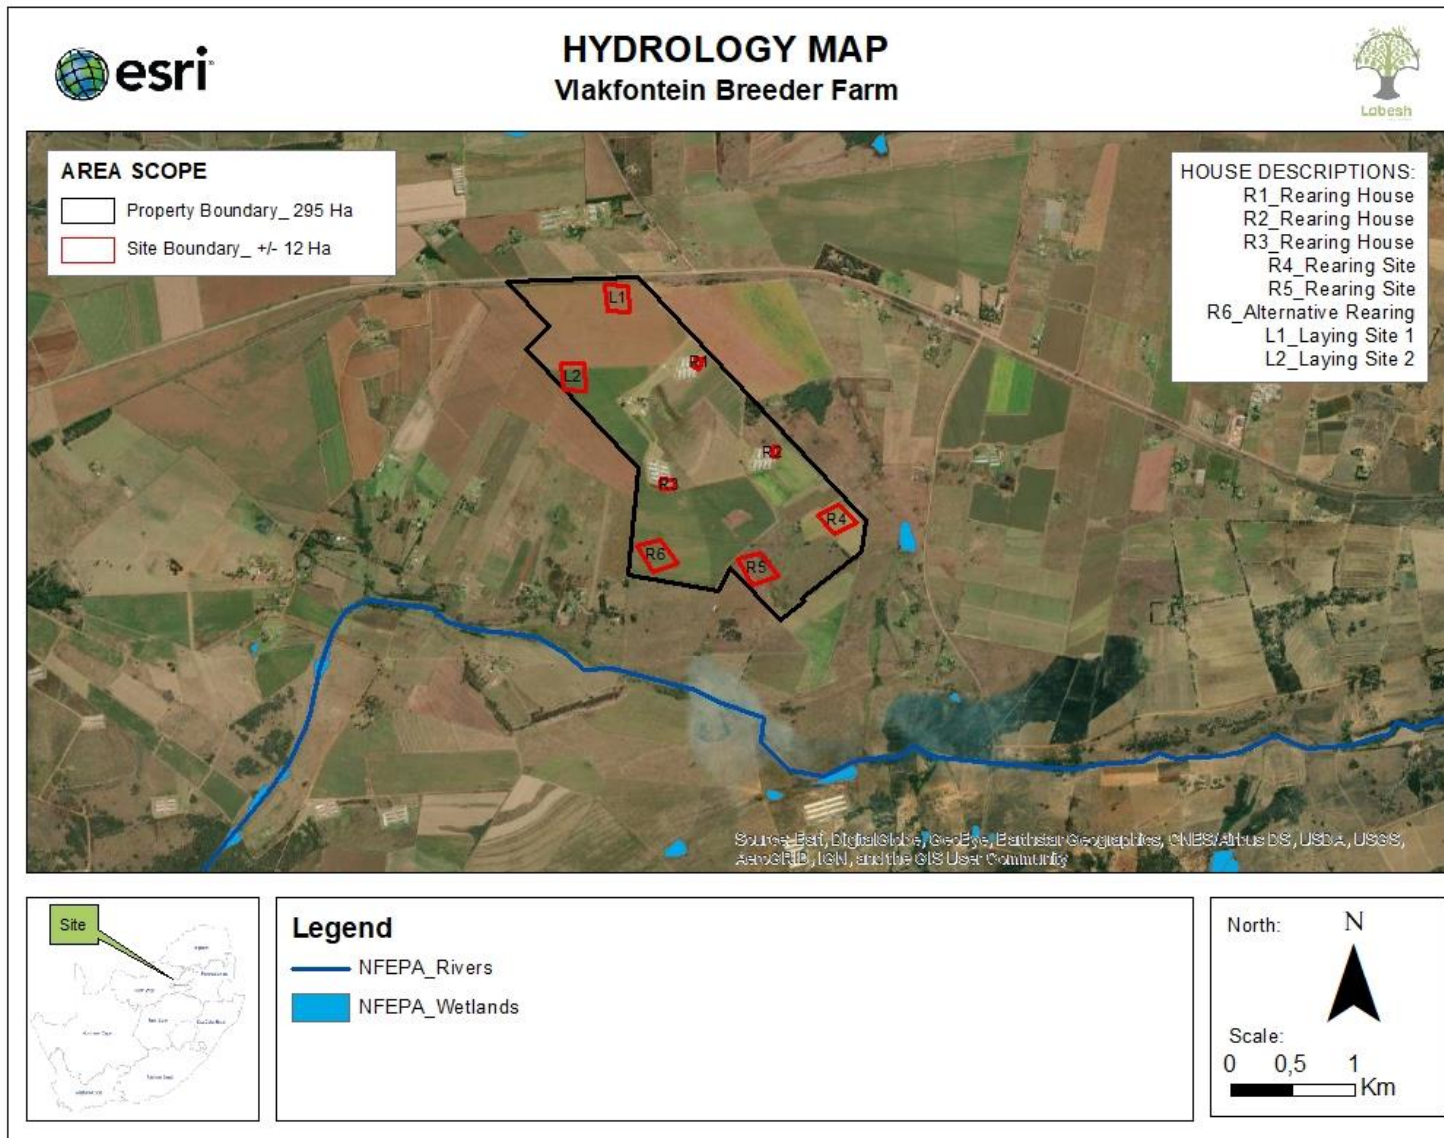 esri
HYDROLOGY MAP
Vlakfontein Breeder Farm
Labesh
AREA SCOPE
Property Boundary_ 295 Ha
Site Boundary_ +/- 12 Ha
HOUSE DESCRIPTIONS:
R1_Rearing House
R2_Rearing House
R3_Rearing House
R4_Rearing Site
R5_Rearing Site
R6_Alternative Rearing
L1_Laying Site 1
L2_Laying Site 2
L1
R1
L2
R2
R3
R4
R6
R5
Source: Esri, DigitalGlobe, GeoEye, Earthstar Geographics, CNES/Airbus DS, USDA, USGS,
AeroGRID, IGN, and the GIS User Community
Site
Legend
NFEPA_Rivers
NFEPA_Wetlands
North:
N
Scale:
0 0,5 1
Km